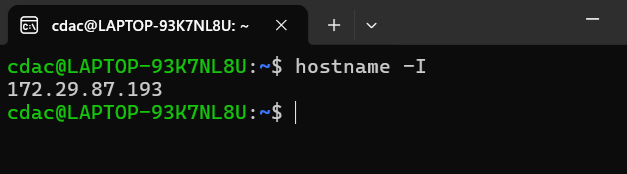 cdac@LAPTOP-93K7NL8U: ~
cdac@LAPTOP-93K7NL8U:~$ hostname -I
172.29.87.193
cdac@LAPTOP-93K7NL8U:~$